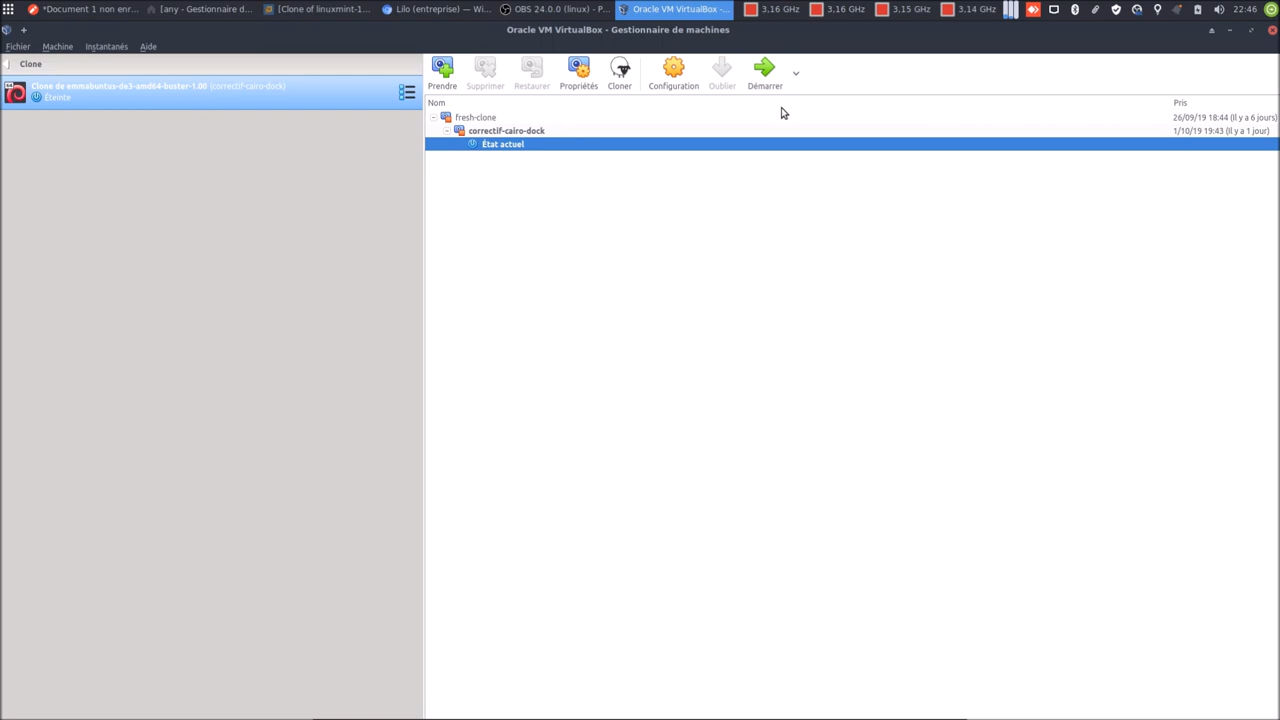 *Document 1 non enr... [any - Gestionnaire d... [Clone of linuxmint-1... Lilo (entreprise) — Wi... OBS 24.0.0 (linux) - P... Oracle VM VirtualBox -... 3,16 GHz 3,16 GHz 3,15 GHz 3,14 GHz 22:46
Oracle VM VirtualBox - Gestionnaire de machines
Fichier Machine Instantanés Aide
Clone
Clone de emmabuntus-de3-amd64-buster-1.00 (correctif-cairo-dock)
Éteinte
Prendre Supprimer Restaurer Propriétés Cloner Configuration Oublier Démarrer
Nom Pris
fresh-clone 26/09/19 18:44 (Il y a 6 jours)
correctif-cairo-dock 1/10/19 19:43 (Il y a 1 jour)
État actuel